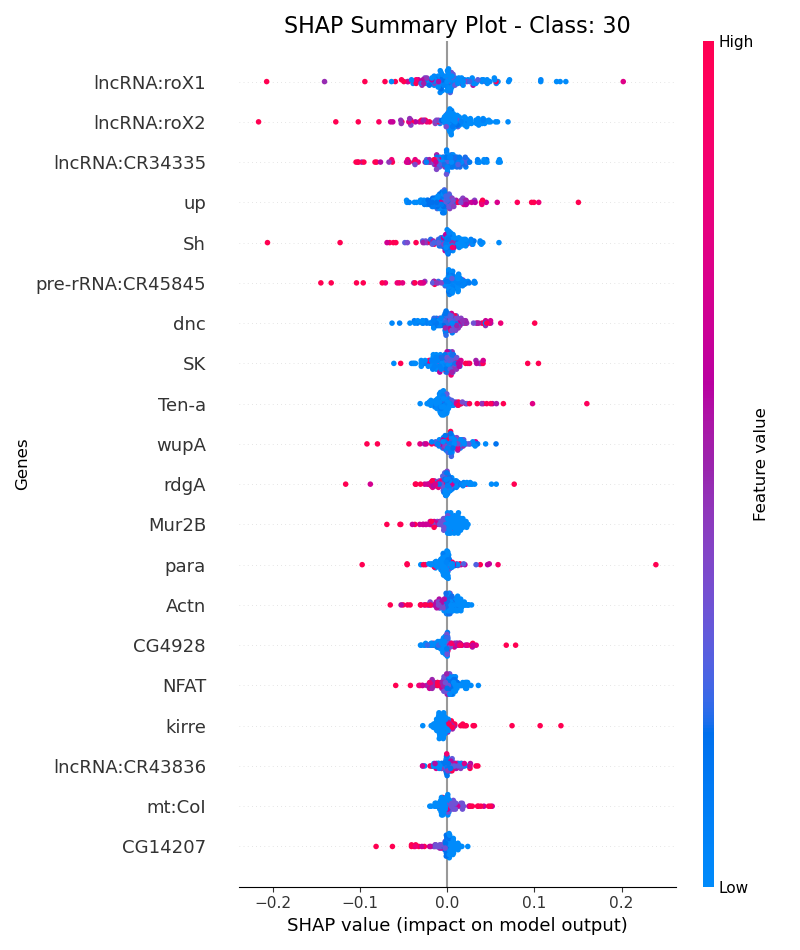 SHAP Summary Plot - Class: 30
High
lncRNA:roX1
lncRNA:roX2
lncRNA:CR34335
up
Sh
pre-rRNA:CR45845
dnc
SK
Ten-a
wupA
rdgA
Mur2B
para
Actn
CG4928
NFAT
kirre
lncRNA:CR43836
mt:CoI
CG14207
Genes
Feature value
Low
−0.2 −0.1 0.0 0.1 0.2
SHAP value (impact on model output)